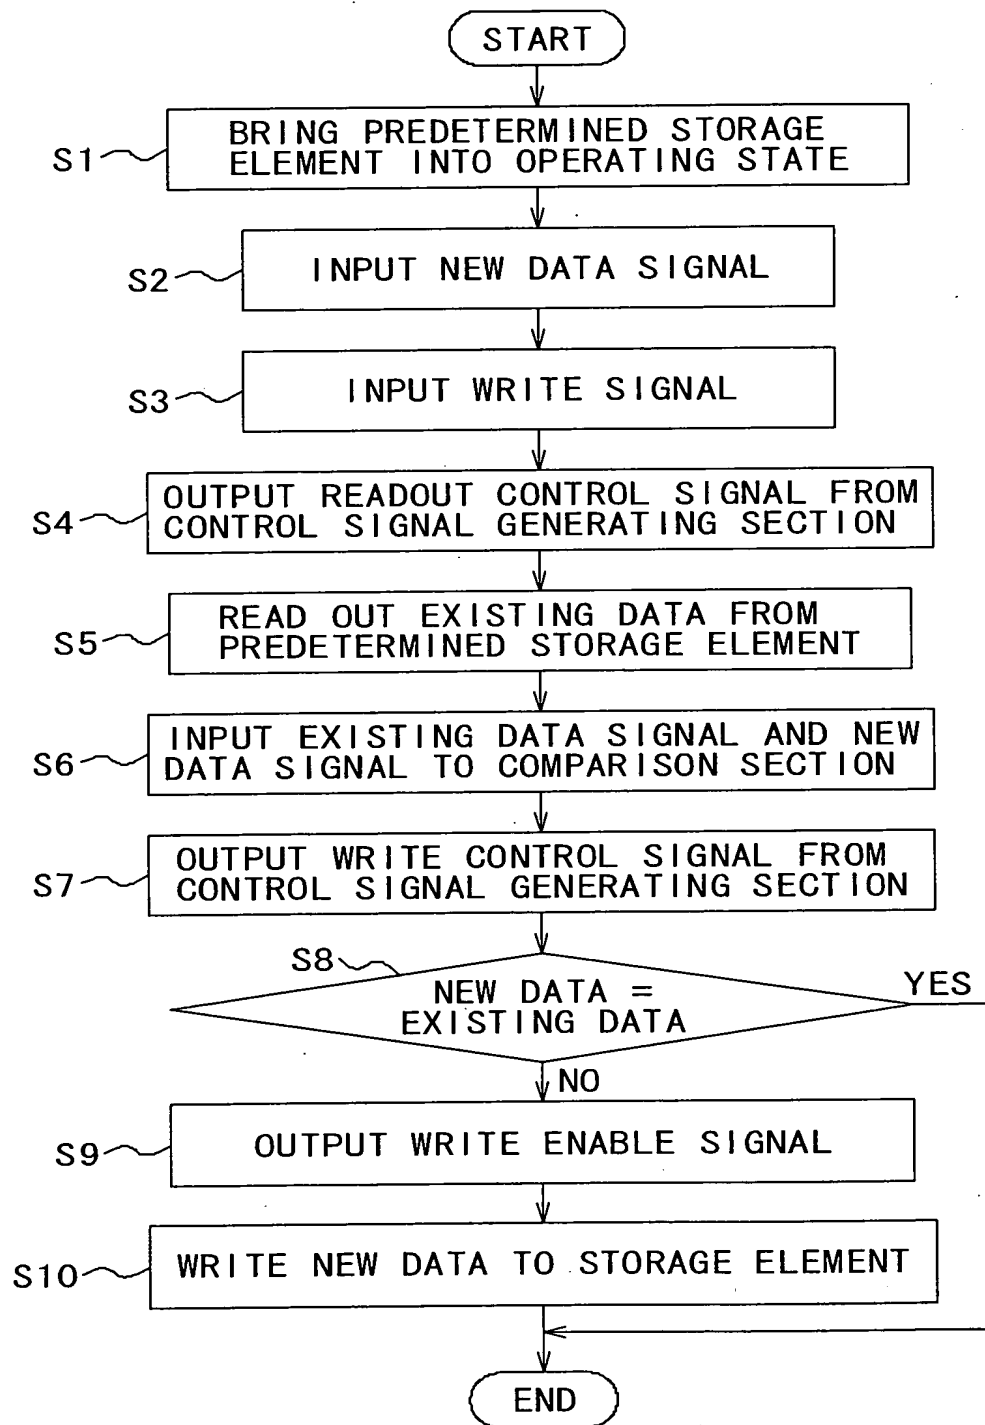 START
S1
BRING PREDETERMINED STORAGE
ELEMENT INTO OPERATING STATE
S2
INPUT NEW DATA SIGNAL
S3
INPUT WRITE SIGNAL
S4
OUTPUT READOUT CONTROL SIGNAL FROM
CONTROL SIGNAL GENERATING SECTION
S5
READ OUT EXISTING DATA FROM
PREDETERMINED STORAGE ELEMENT
S6
INPUT EXISTING DATA SIGNAL AND NEW
DATA SIGNAL TO COMPARISON SECTION
S7
OUTPUT WRITE CONTROL SIGNAL FROM
CONTROL SIGNAL GENERATING SECTION
S8
NEW DATA =
EXISTING DATA
YES
NO
S9
OUTPUT WRITE ENABLE SIGNAL
S10
WRITE NEW DATA TO STORAGE ELEMENT
END